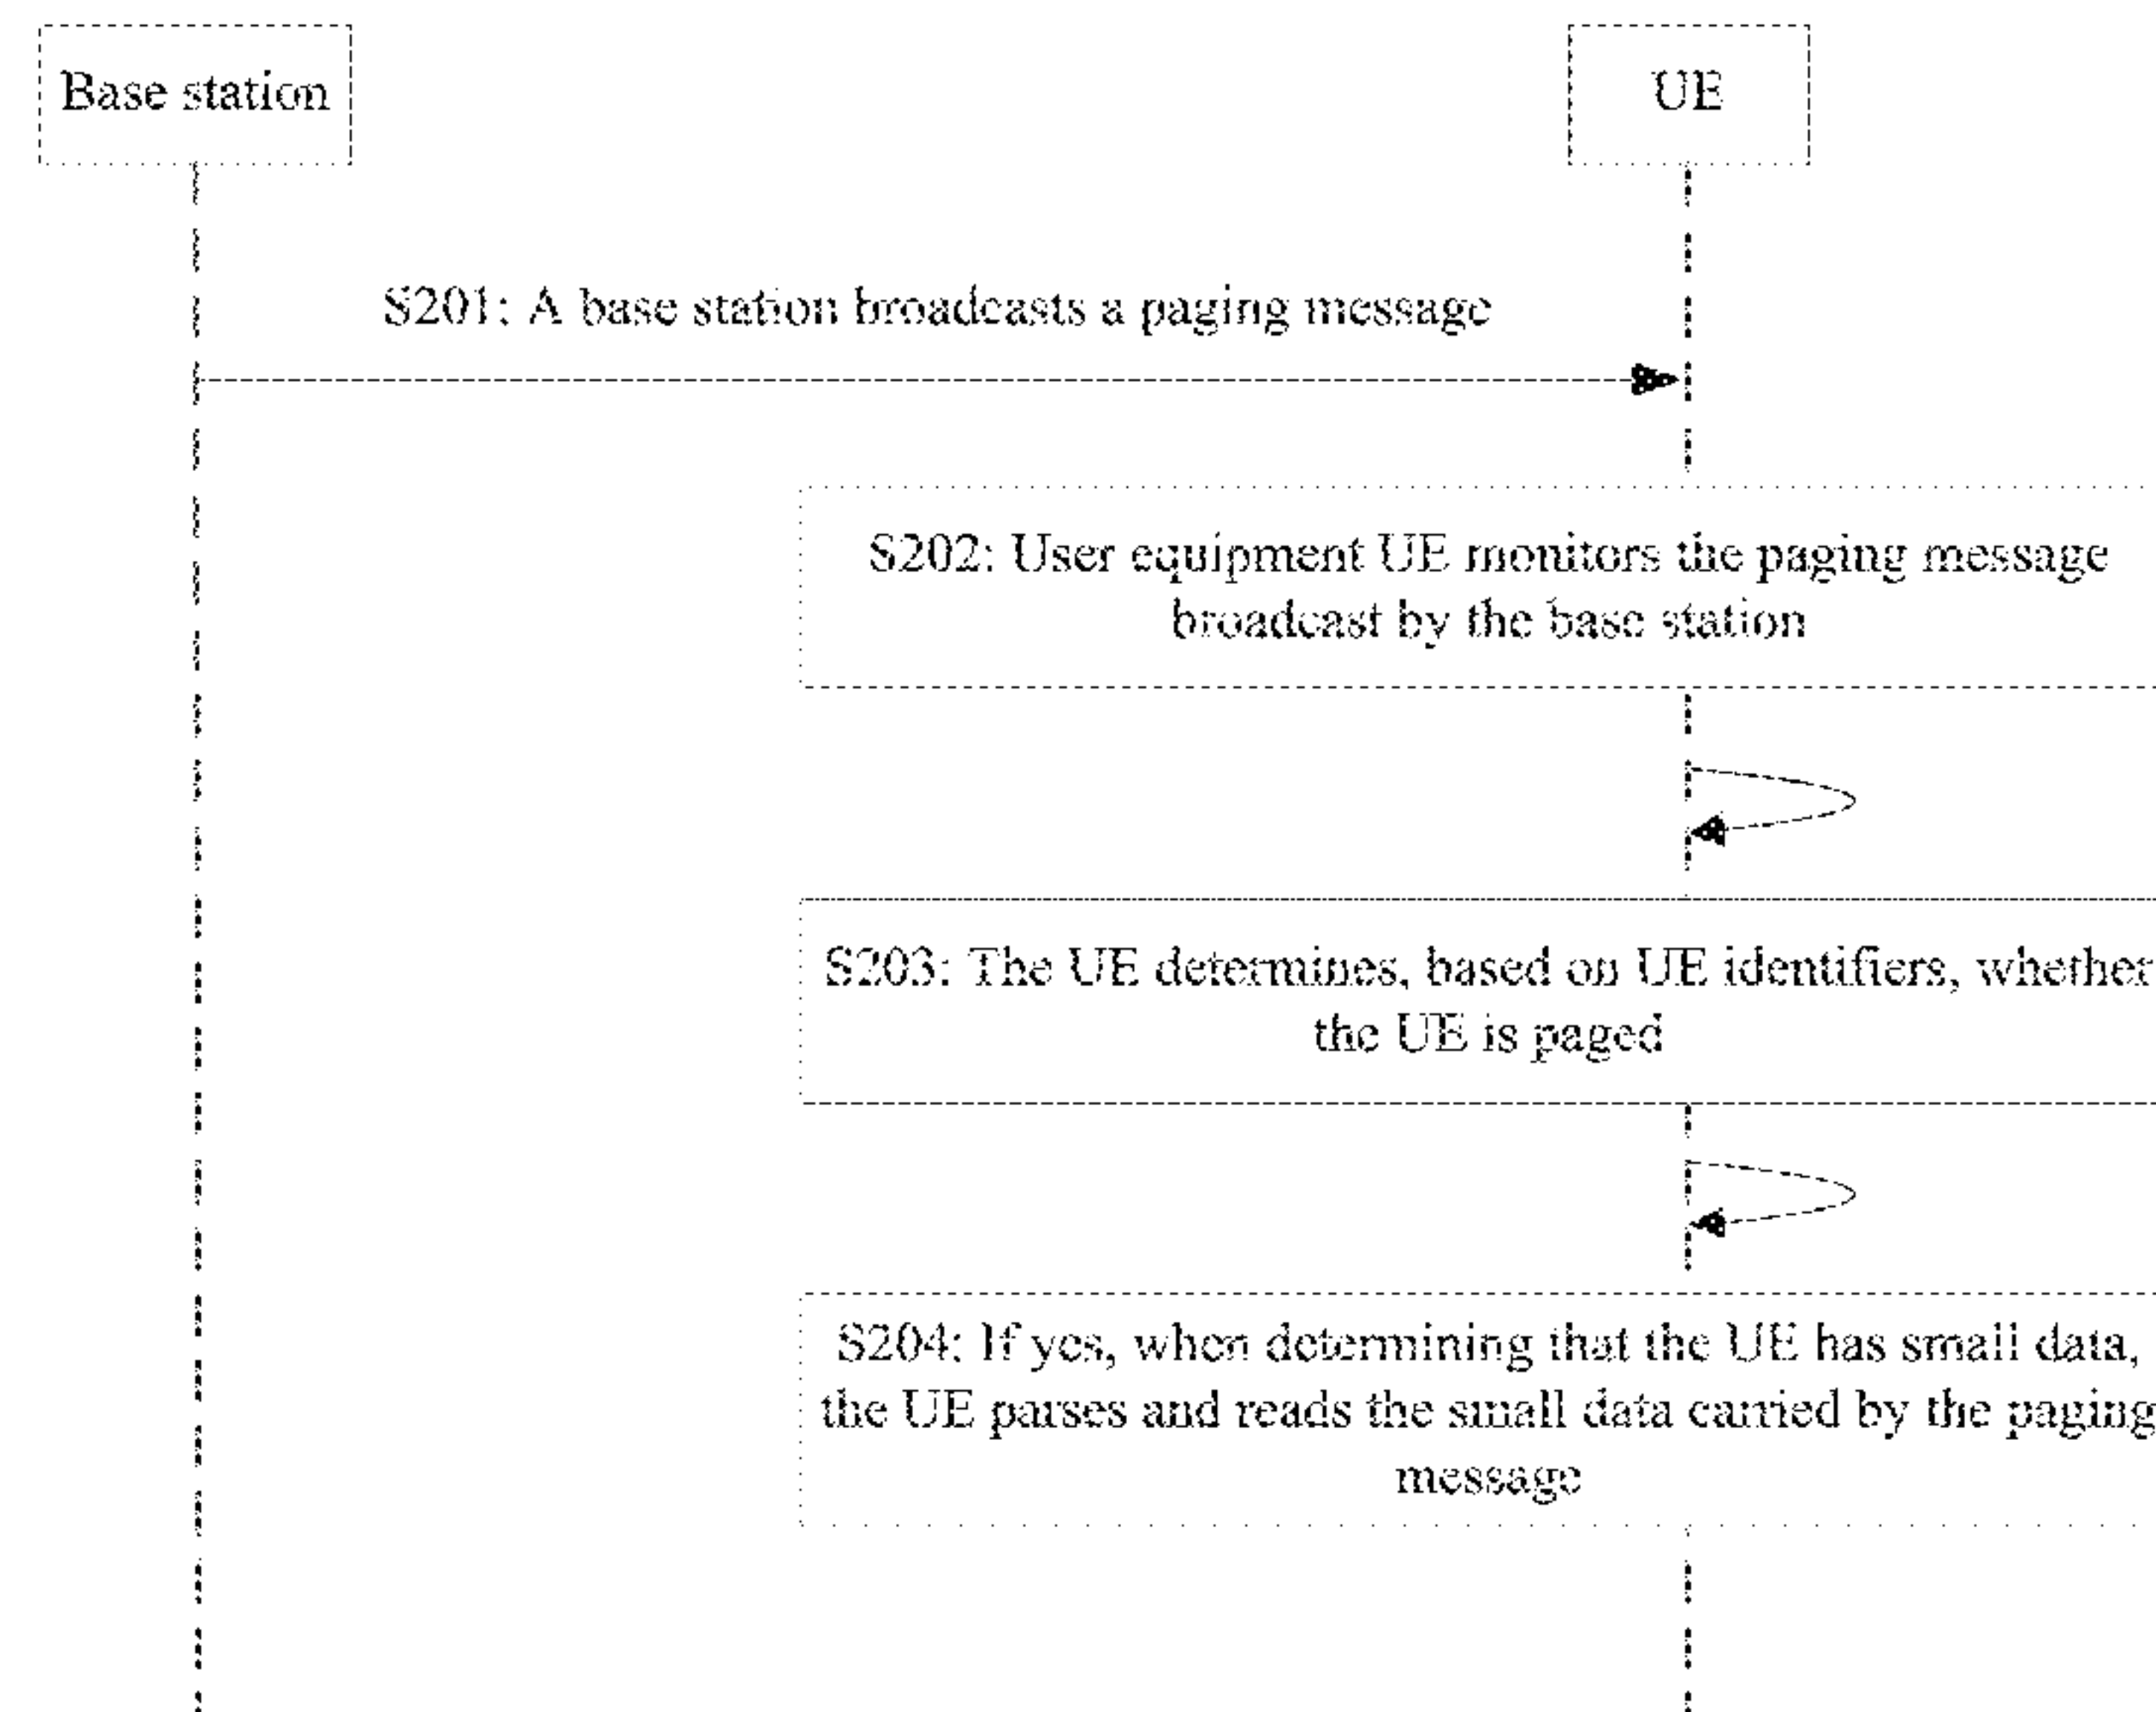 Base station
UE
S201: A base station broadcasts a paging message
S202: User equipment UE monitors the paging message
broadcast by the base station
S203: The UE determines, based on UE identifiers, whether
the UE is paged
S204: If yes, when determining that the UE has small data,
the UE parses and reads the small data carried by the paging
message